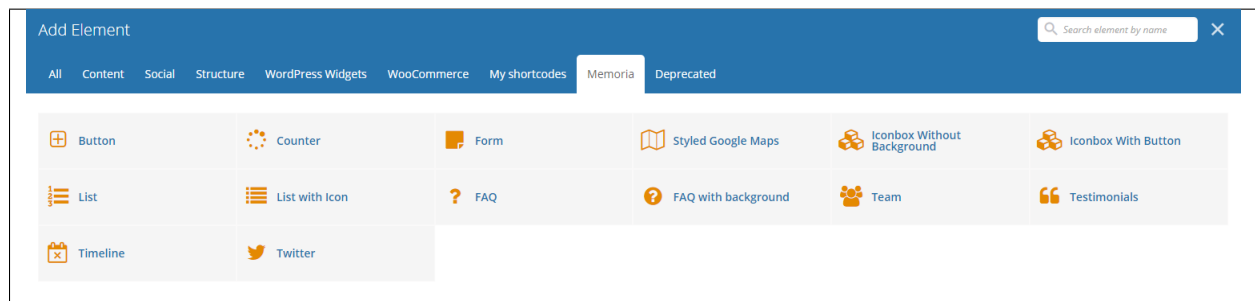 Add Element
Search element by name
All Content Social Structure WordPress Widgets WooCommerce My shortcodes Memoria Deprecated
Button Counter Form Styled Google Maps Iconbox Without Background Iconbox With Button
List List with Icon FAQ FAQ with background Team Testimonials
Timeline Twitter